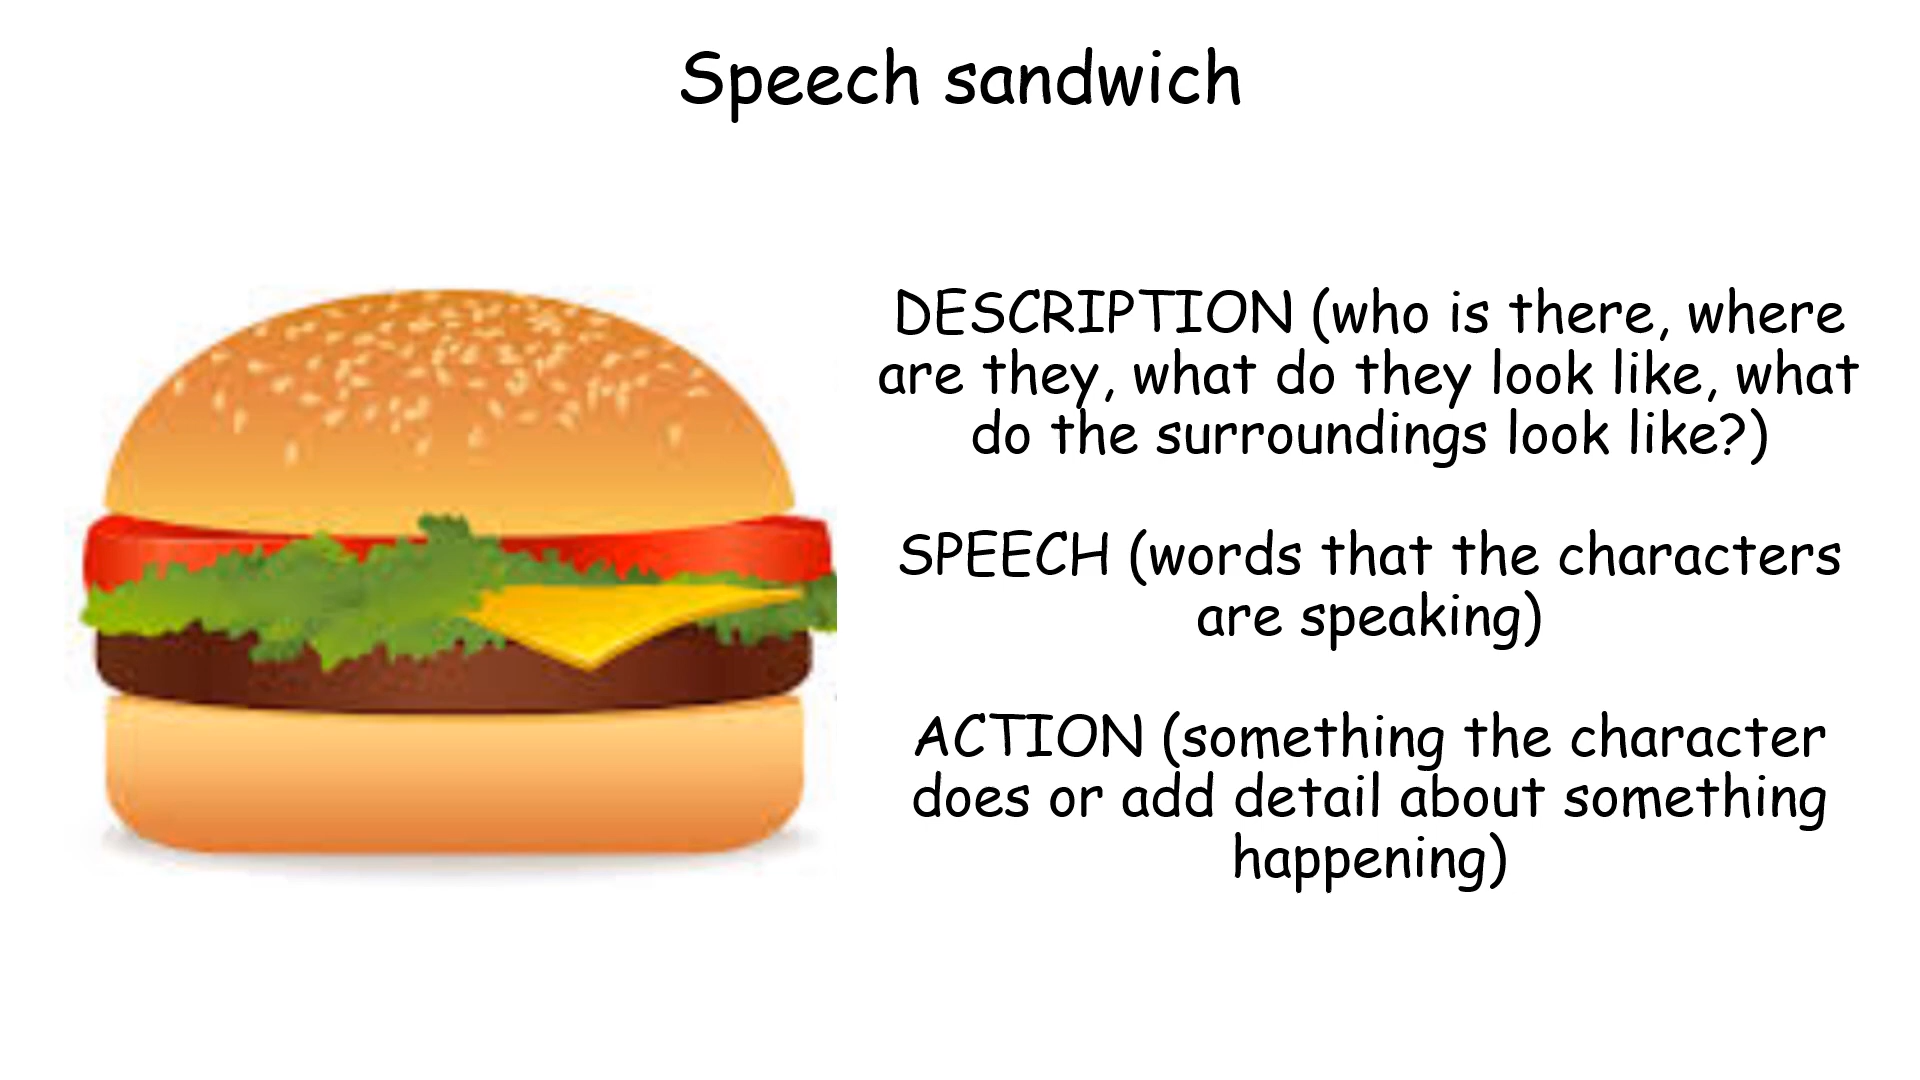 Speech sandwich
DESCRIPTION (who is there, where
are they, what do they look like, what
do the surroundings look like?)
SPEECH (words that the characters
are speaking)
ACTION (something the character
does or add detail about something
happening)